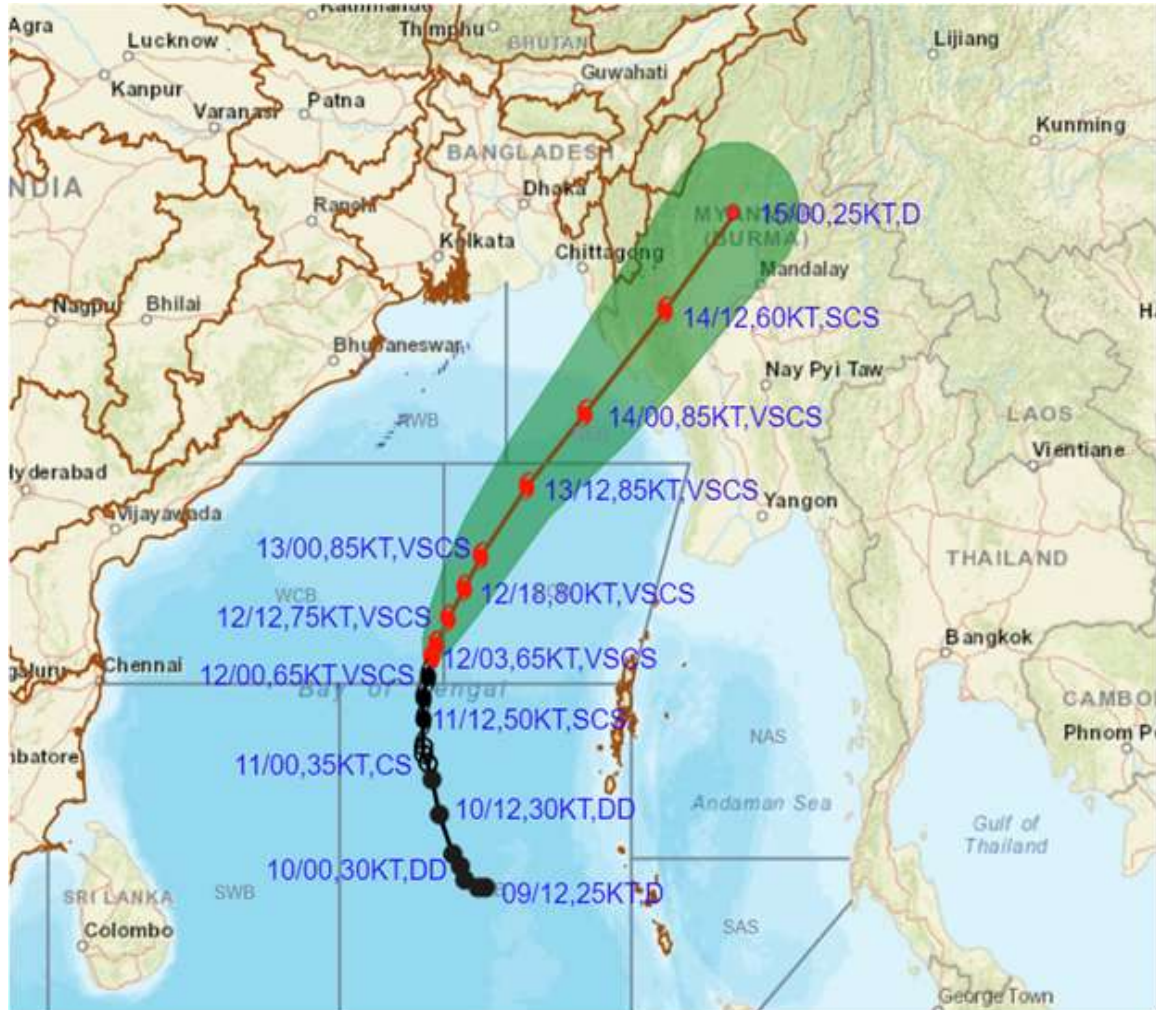 Agra
Kathmandu
Thimphu
BHUTAN
Lucknow
Lijiang
Kanpur
Guwahati
Varanasi
Patna
Kunming
BANGLADESH
NDIA
Ranchi
Dhaka
15/00,25KT,D
(BURMA)
Kolkata
Chittagong
Mandalay
Nagpur
Bhilai
14/12,60KT,SCS
Bhubaneswar
Nay Pyi Taw
NWB
14/00,85KT,VSCS
LAOS
Vientiane
yderabad
13/12,85KT,VSCS
Yangon
Vijayawada
13/00,85KT,VSCS
THAILAND
WCB
12/18,80KT,VSCS
12/12,75KT,VSCS
Bangkok
galuru
Chennai
12/03,65KT,VSCS
12/00,65KT,VSCS
Bay of Bengal
CAMBO
11/12,50KT,SCS
Phnom Pe
mbatore
NAS
11/00,35KT,CS
10/12,30KT,DD
Andaman Sea
Gulf of
Thailand
10/00,30KT,DD
SRI LANKA
SWB
09/12,25KT,D
Colombo
SAS
George Town